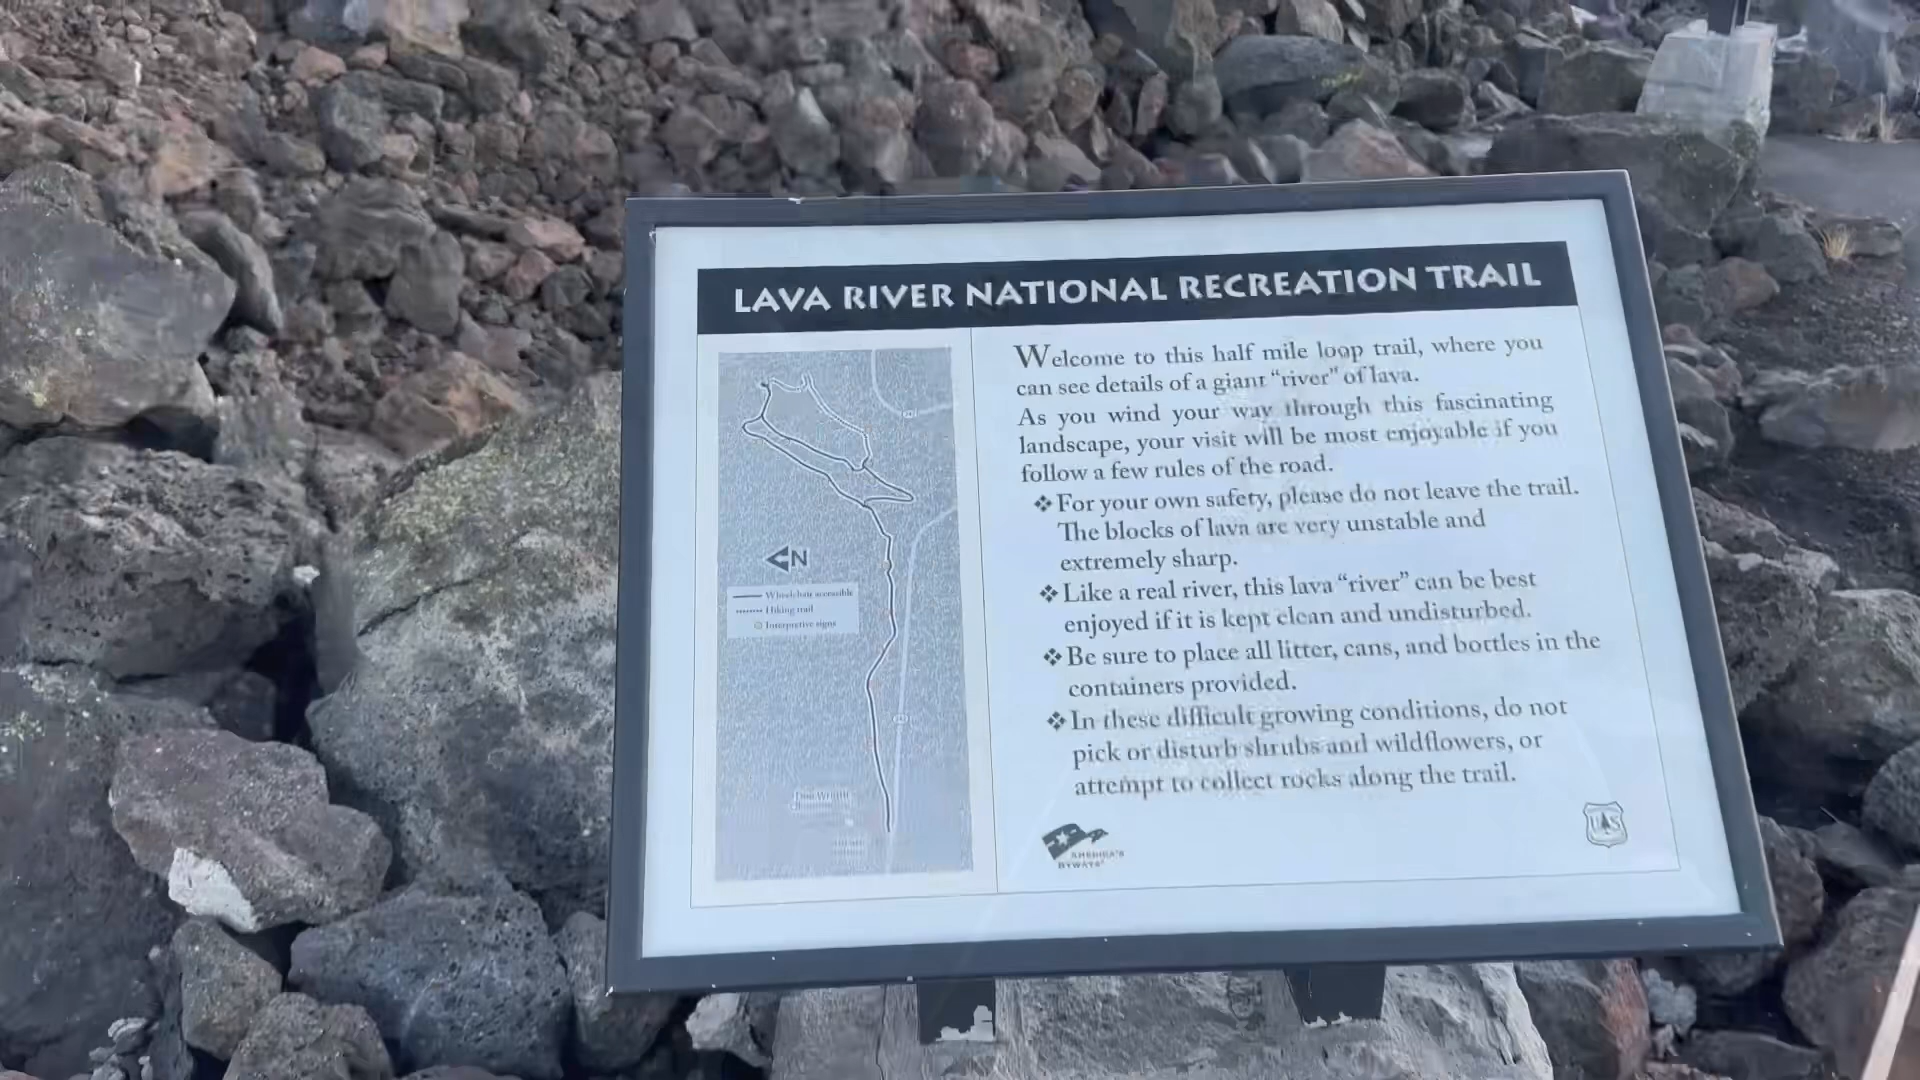 LAVA RIVER NATIONAL RECREATION TRAIL
N
Wheelchair accessible
Hiking trail
Interpretive signs
Welcome to this half mile loop trail, where you
can see details of a giant “river” of lava.
As you wind your way through this fascinating
landscape, your visit will be most enjoyable if you
follow a few rules of the road.
❖ For your own safety, please do not leave the trail.
The blocks of lava are very unstable and
extremely sharp.
❖ Like a real river, this lava “river” can be best
enjoyed if it is kept clean and undisturbed.
❖ Be sure to place all litter, cans, and bottles in the
containers provided.
❖ In these difficult growing conditions, do not
pick or disturb shrubs and wildflowers, or
attempt to collect rocks along the trail.
AMERICA'S
BYWAYS
U S